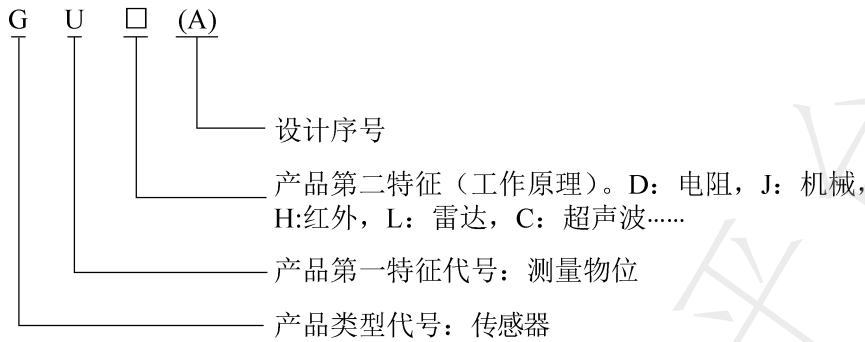 G U □ (A)
设计序号
产品第二特征（工作原理）。D：电阻，J：机械，
H:红外，L：雷达，C：超声波······
产品第一特征代号：测量物位
产品类型代号：传感器